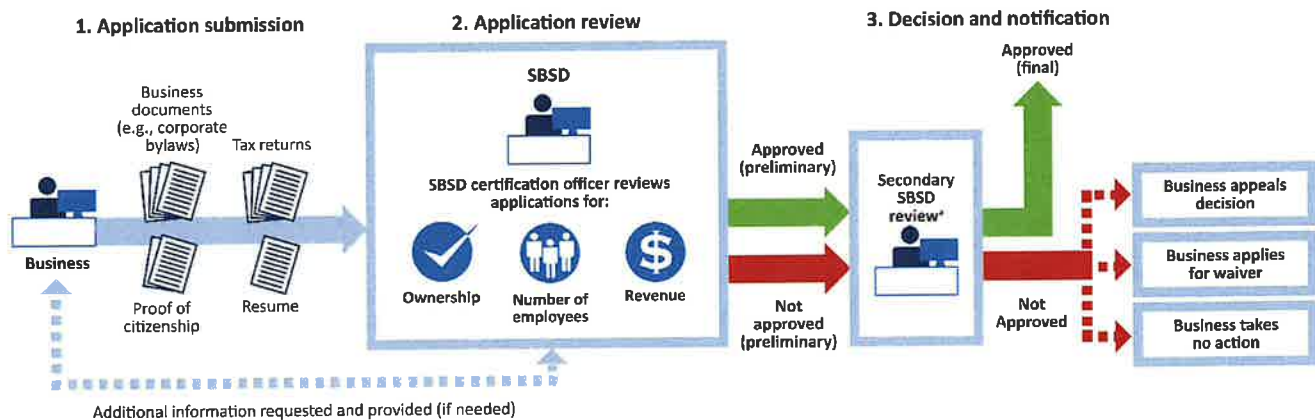 1. Application submission
Business
documents
(e.g., corporate
bylaws)
Tax returns
Business
Proof of
citizenship
Resume
Additional information requested and provided (if needed)
2. Application review
SBSD
SBSD certification officer reviews
applications for:
Ownership
Number of
employees
Revenue
3. Decision and notification
Approved
(preliminary)
Not
approved
(preliminary)
Secondary
SBSD
review*
Approved
(final)
Not
Approved
Business appeals
decision
Business applies
for waiver
Business takes
no action